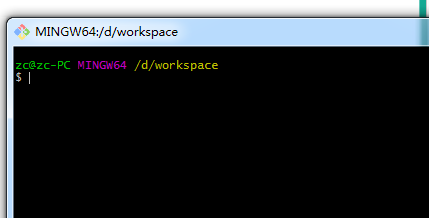 MINGW64:/d/workspace
zc@zc-PC MINGW64 /d/workspace
$